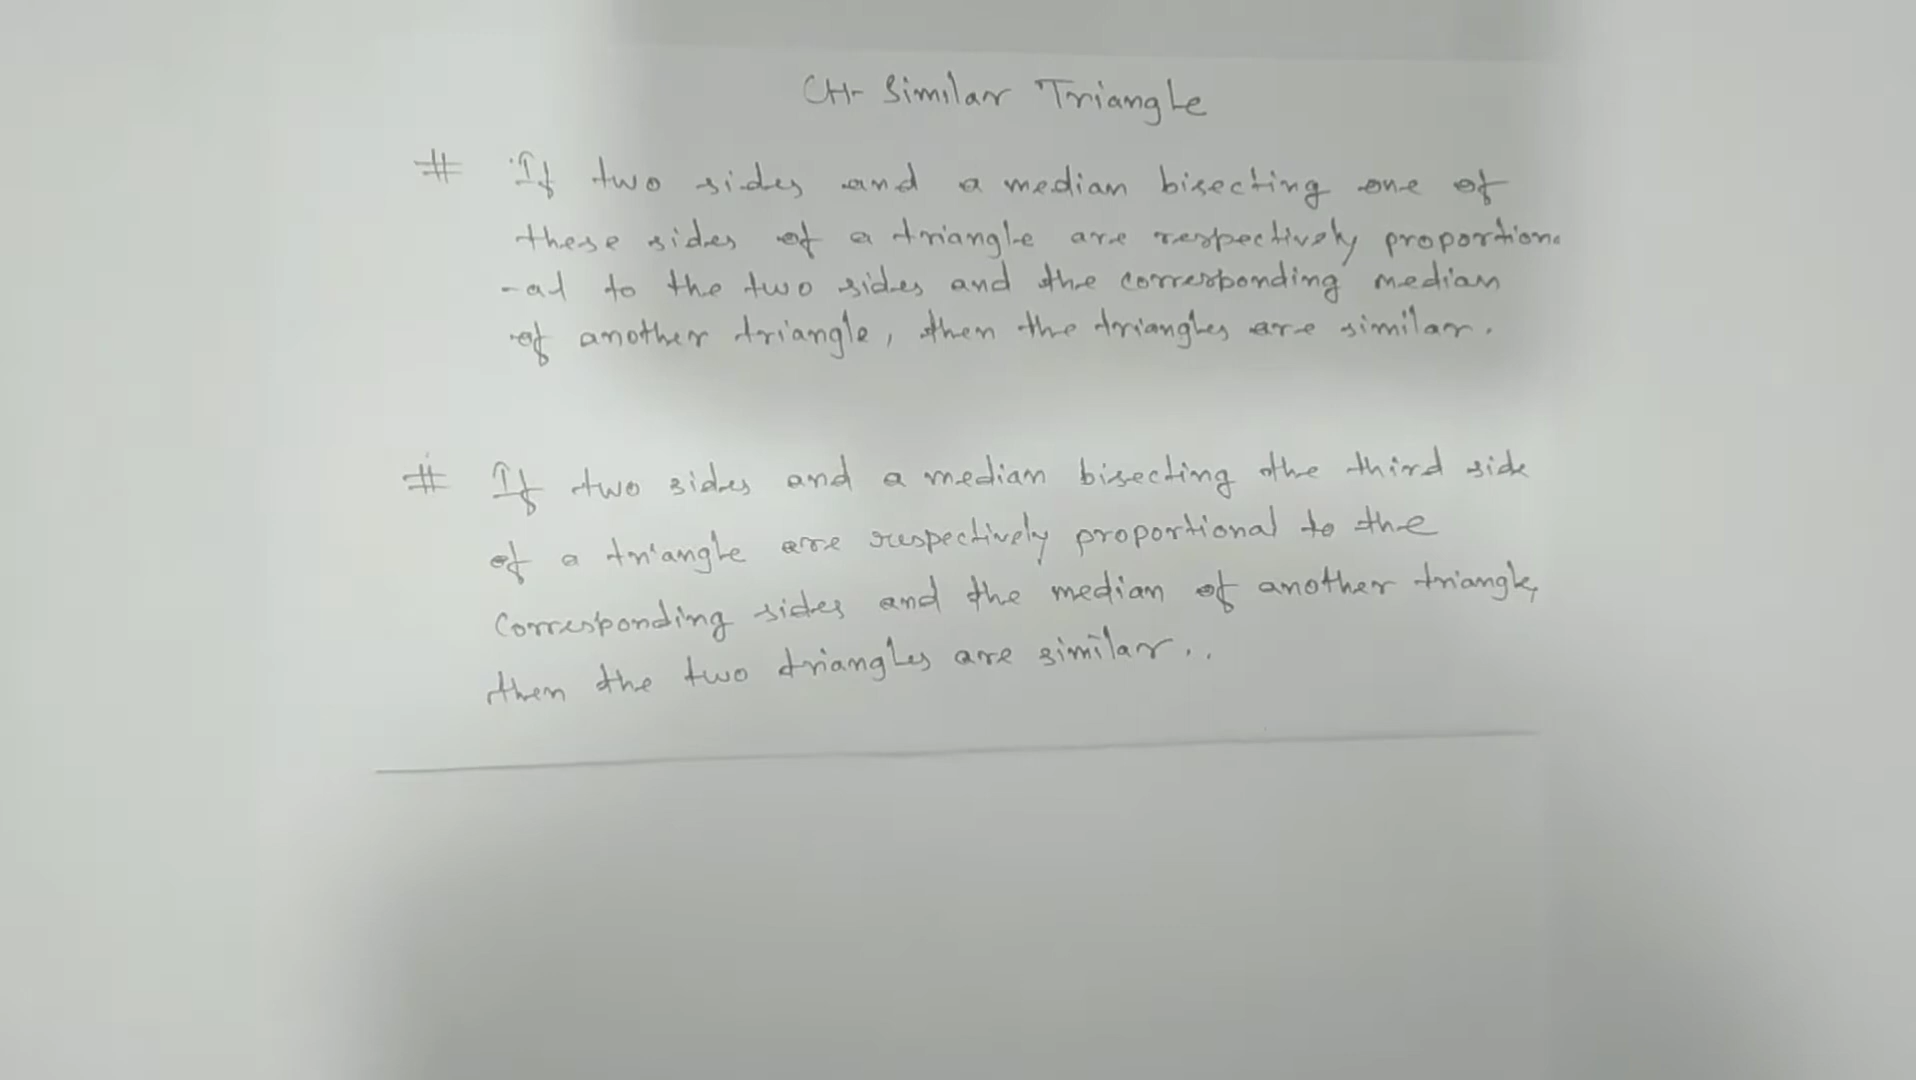 CH- Similar Triangle
# If two sides and a median bisecting one of
these sides of a triangle are respectively proportion
-al to the two sides and the corresponding median
of another triangle, then the triangles are similar.
# If two sides and a median bisecting the third side
of a triangle are respectively proportional to the
Corresponding sides and the median of another triangle,
then the two triangles are similar..